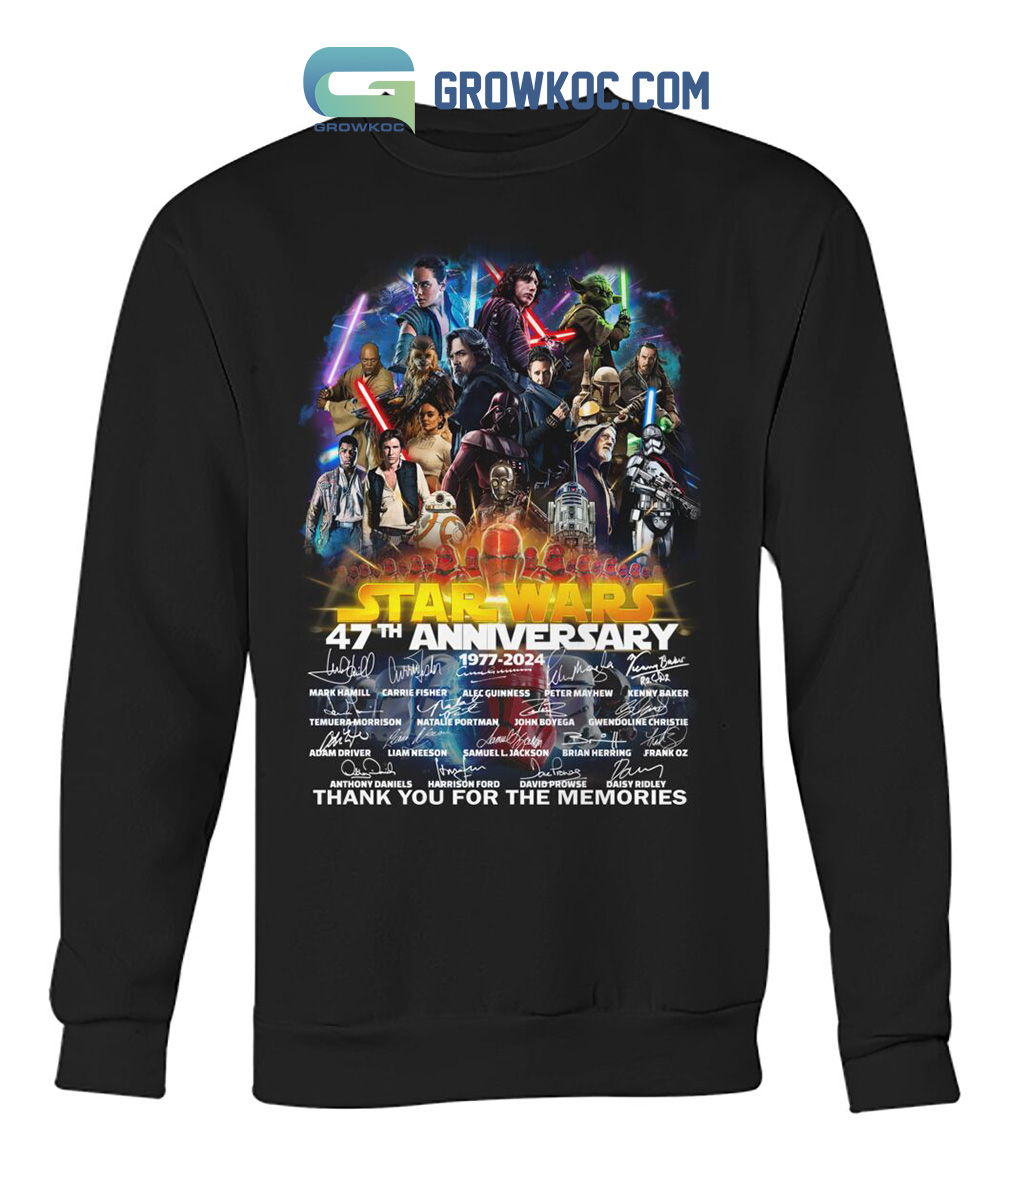 GROWKOC.COM
GROWKOC
STAR WARS
47TH ANNIVERSARY
1977-2024
R2-D2
MARK HAMILL CARRIE FISHER ALEC GUINNESS PETER MAYHEW KENNY BAKER
TEMUERA MORRISON NATALIE PORTMAN JOHN BOYEGA GWENDOLINE CHRISTIE
ADAM DRIVER LIAM NEESON SAMUEL L. JACKSON BRIAN HERRING FRANK OZ
ANTHONY DANIELS HARRISON FORD DAVID PROWSE DAISY RIDLEY
THANK YOU FOR THE MEMORIES